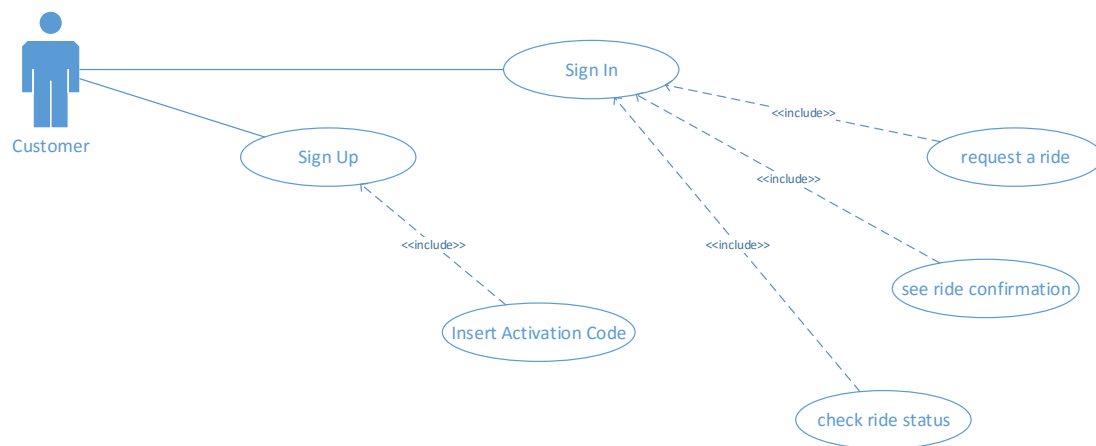 Sign In
<<include>>
Customer
Sign Up
request a ride
<<include>>
<<include>>
<<include>>
see ride confirmation
Insert Activation Code
check ride status